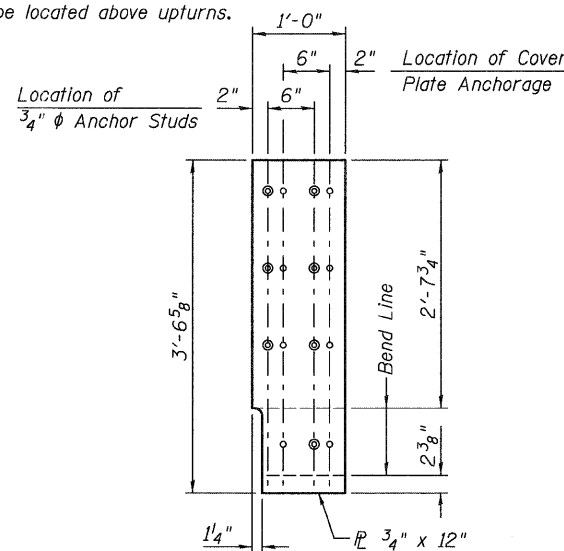 be located above upturns.
1'-0"
6"
2"
Location of Cover
Plate Anchorage
Location of
3/4" ϕ Anchor Studs
2"
6"
3'-6 5/8"
2'-7 3/4"
Bend Line
2 3/8"
1 1/4"
PL 3/4" x 12"